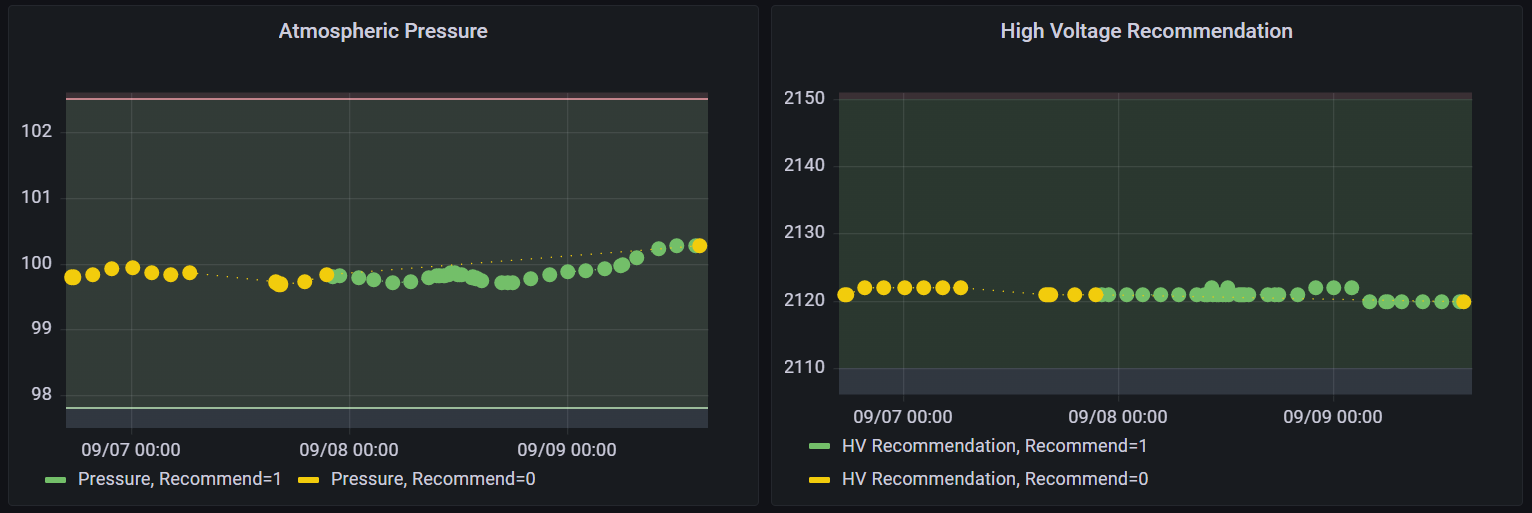 Atmospheric Pressure
102
101
100
99
98
09/07 00:00 09/08 00:00 09/09 00:00
Pressure, Recommend=1 Pressure, Recommend=0
High Voltage Recommendation
2150
2140
2130
2120
2110
09/07 00:00 09/08 00:00 09/09 00:00
HV Recommendation, Recommend=1
HV Recommendation, Recommend=0